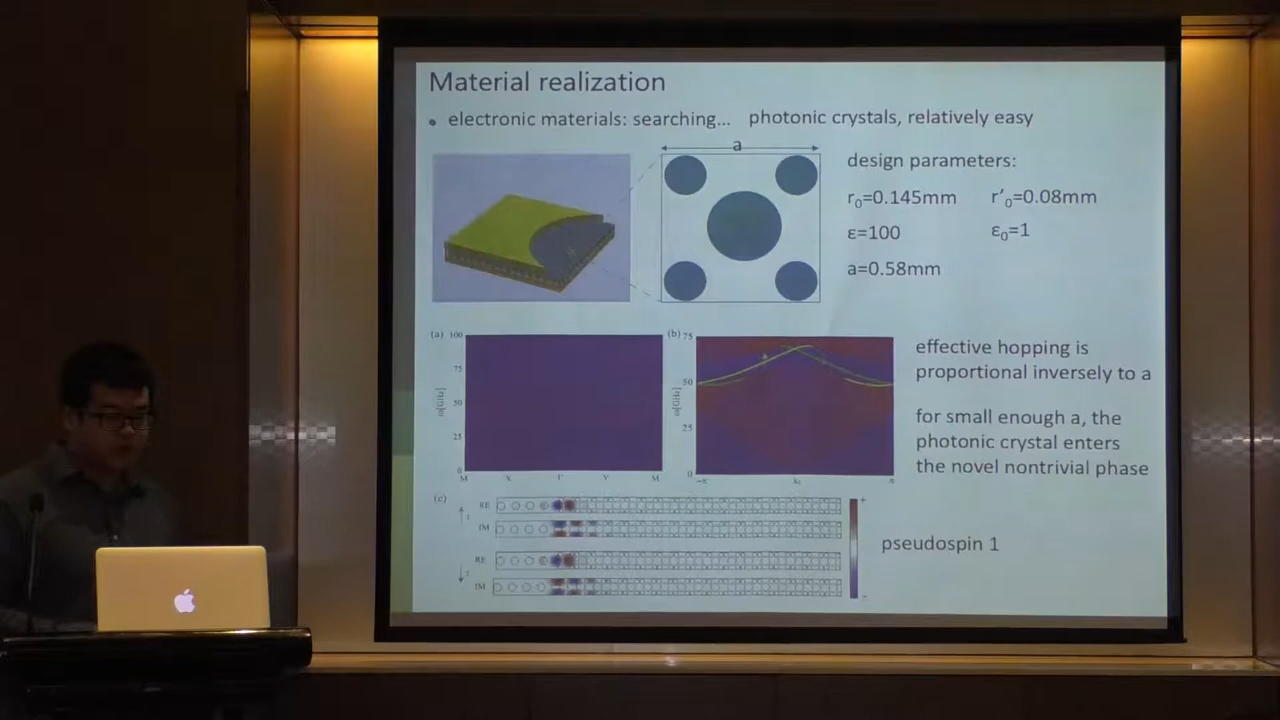 Material realization
• electronic materials: searching... photonic crystals, relatively easy
a
design parameters:
r₀=0.145mm r’₀=0.08mm
ε=100 ε₀=1
a=0.58mm
(a) 100
75
50
25
0
ω[GHz]
M X Γ Y M
(b) 75
50
25
0
ω[GHz]
-π π
effective hopping is
proportional inversely to a
for small enough a, the
photonic crystal enters
the novel nontrivial phase
(c)
RE
IM
RE
IM
+
-
pseudospin 1